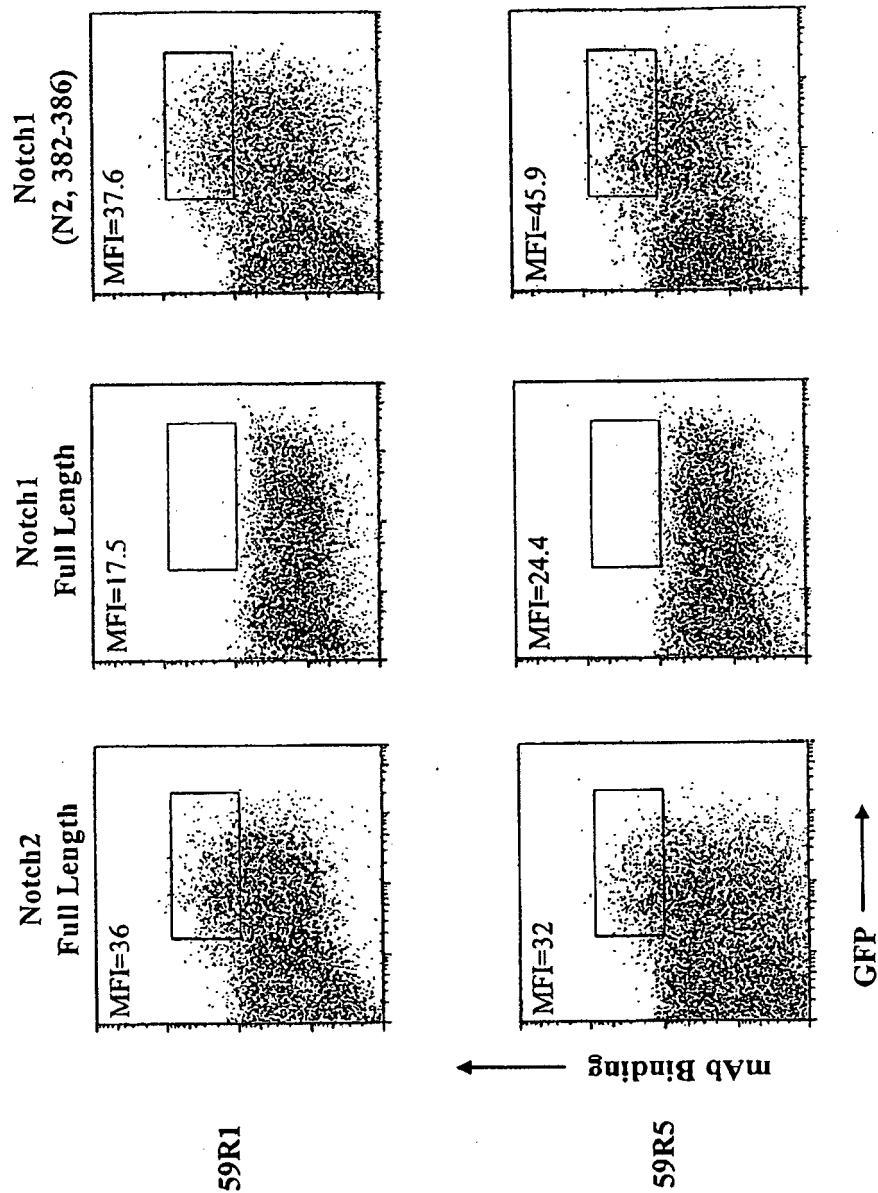 Notch2
Full Length
Notch1
Full Length
Notch1
(N2, 382-386)
59R1
MFI=36
MFI=17.5
MFI=37.6
59R5
MFI=32
MFI=24.4
MFI=45.9
mAb Binding
GFP